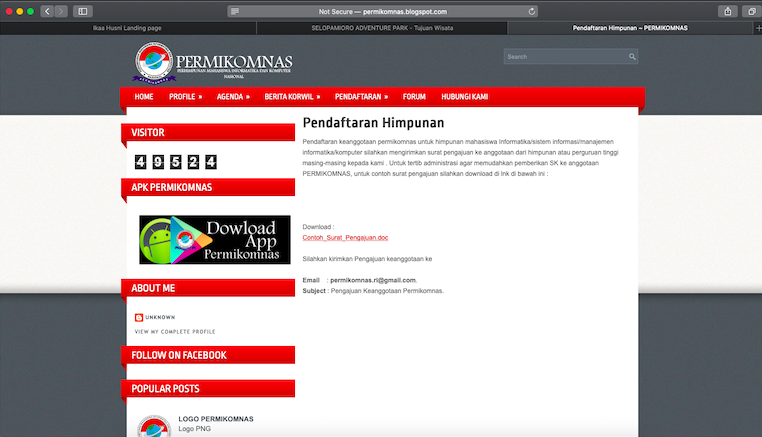 Not Secure — permikomnas.blogspot.com
Ikaa Husni Landing page
SELOPAMIORO ADVENTURE PARK - Tujuan Wisata
Pendaftaran Himpunan ~ PERMIKOMNAS
PERMIKOMNAS
PERHIMPUNAN MAHASISWA INFORMATIKA DAN KOMPUTER
NASIONAL
Search
HOME PROFILE » AGENDA » BERITA KORWIL » PENDAFTARAN » FORUM HUBUNGI KAMI
VISITOR
4 9 5 2 4
APK PERMIKOMNAS
Dowload
App
Permikomnas
ABOUT ME
UNKNOWN
VIEW MY COMPLETE PROFILE
FOLLOW ON FACEBOOK
POPULAR POSTS
LOGO PERMIKOMNAS
Logo PNG
Pendaftaran Himpunan
Pendaftaran keanggotaan permikomnas untuk himpunan mahasiswa Informatika/sistem informasi/manajemen
informatika/komputer silahkan mengirimkan surat pengajuan ke anggotaan dari himpunan atau perguruan tinggi
masing-masing kepada kami . Untuk tertib administrasi agar memudahkan pemberikan SK ke anggotaan
PERMIKOMNAS, untuk contoh surat pengajuan silahkan download di lnk di bawah ini :
Download :
Contoh_Surat_Pengajuan.doc
Silahkan kirimkan Pengajuan keanggotaan ke
Email : permikomnas.ri@gmail.com.
Subject : Pengajuan Keanggotaan Permikomnas.